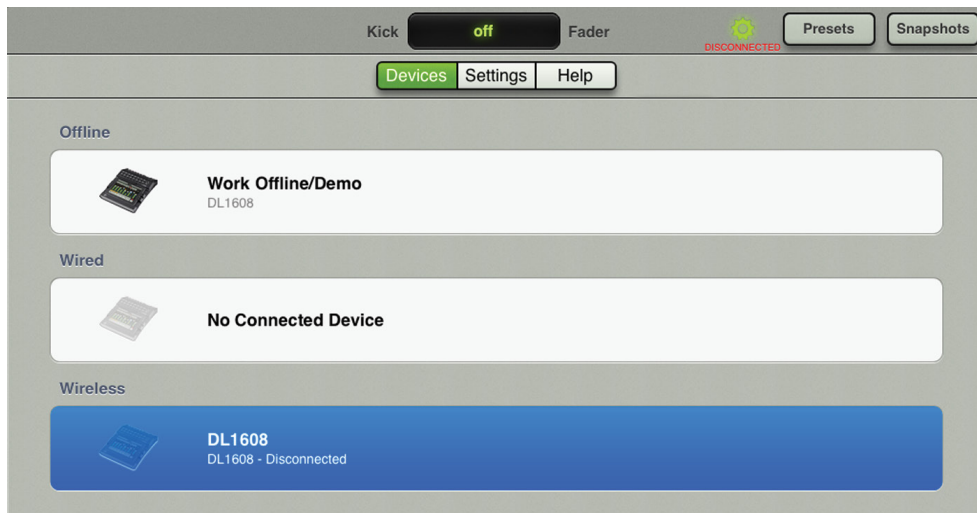 Kick off Fader DISCONNECTED Presets Snapshots
Devices Settings Help
Offline
Work Offline/Demo
DL1608
Wired
No Connected Device
Wireless
DL1608
DL1608 - Disconnected